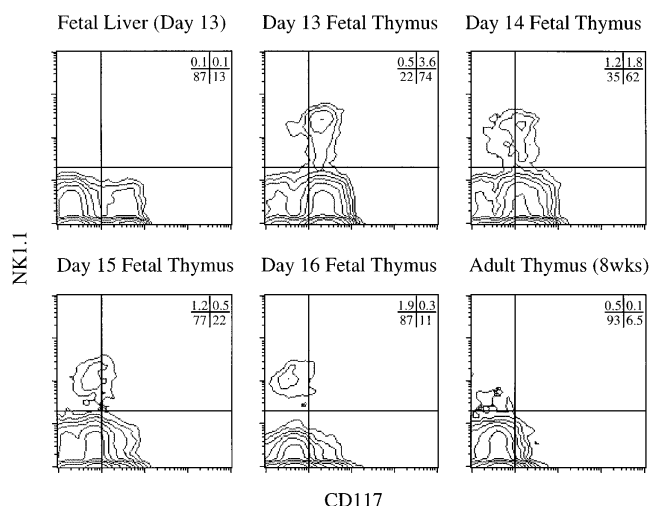 Fetal Liver (Day 13)
Day 13 Fetal Thymus
Day 14 Fetal Thymus
0.1 0.1
87 13
0.5 3.6
22 74
1.2 1.8
35 62
NK1.1
Day 15 Fetal Thymus
Day 16 Fetal Thymus
Adult Thymus (8wks)
1.2 0.5
77 22
1.9 0.3
87 11
0.5 0.1
93 6.5
CD117